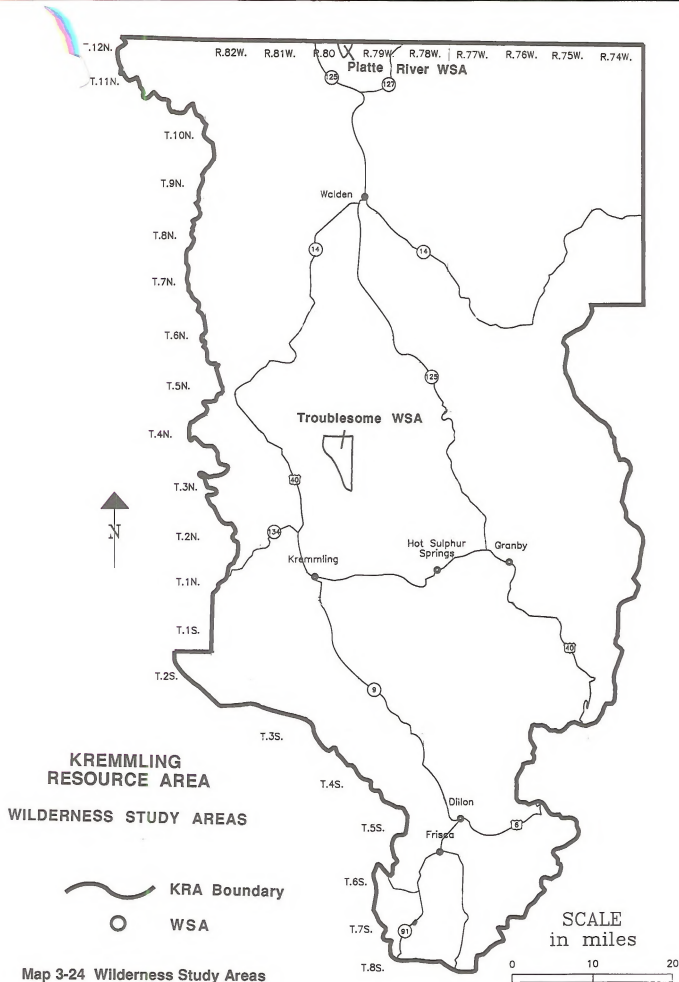 T.12N.
R.82W. R.81W. R.80 R.79W. R.78W. R.77W. R.76W. R.75W. R.74W.
Platte River WSA
T.11N.
125
127
T.10N.
T.9N.
Walden
T.8N.
14
14
T.7N.
T.6N.
125
T.5N.
Troublesome WSA
T.4N.
40
T.3N.
N
T.2N.
134
Hot Sulphur
Springs
Granby
Kremmling
T.1N.
T.1S.
40
T.2S.
9
T.3S.
KREMMLING
RESOURCE AREA
T.4S.
WILDERNESS STUDY AREAS
Dillon
T.5S.
6
Frisco
T.6S.
KRA Boundary
WSA
T.7S.
91
SCALE
in miles
T.8S.
0 10 20
Map 3-24 Wilderness Study Areas